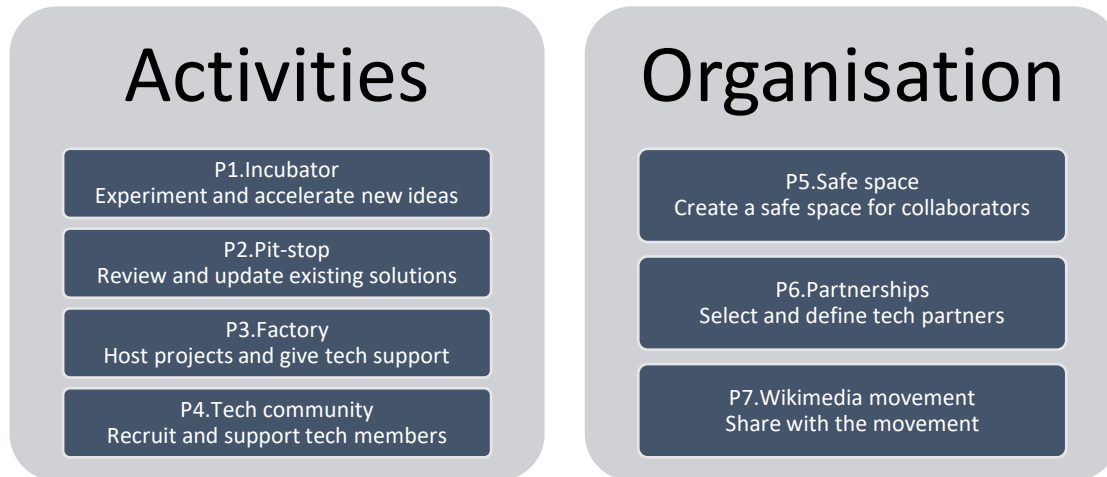 Activities
P1.Incubator
Experiment and accelerate new ideas
P2.Pit-stop
Review and update existing solutions
P3.Factory
Host projects and give tech support
P4.Tech community
Recruit and support tech members
Organisation
P5.Safe space
Create a safe space for collaborators
P6.Partnerships
Select and define tech partners
P7.Wikimedia movement
Share with the movement